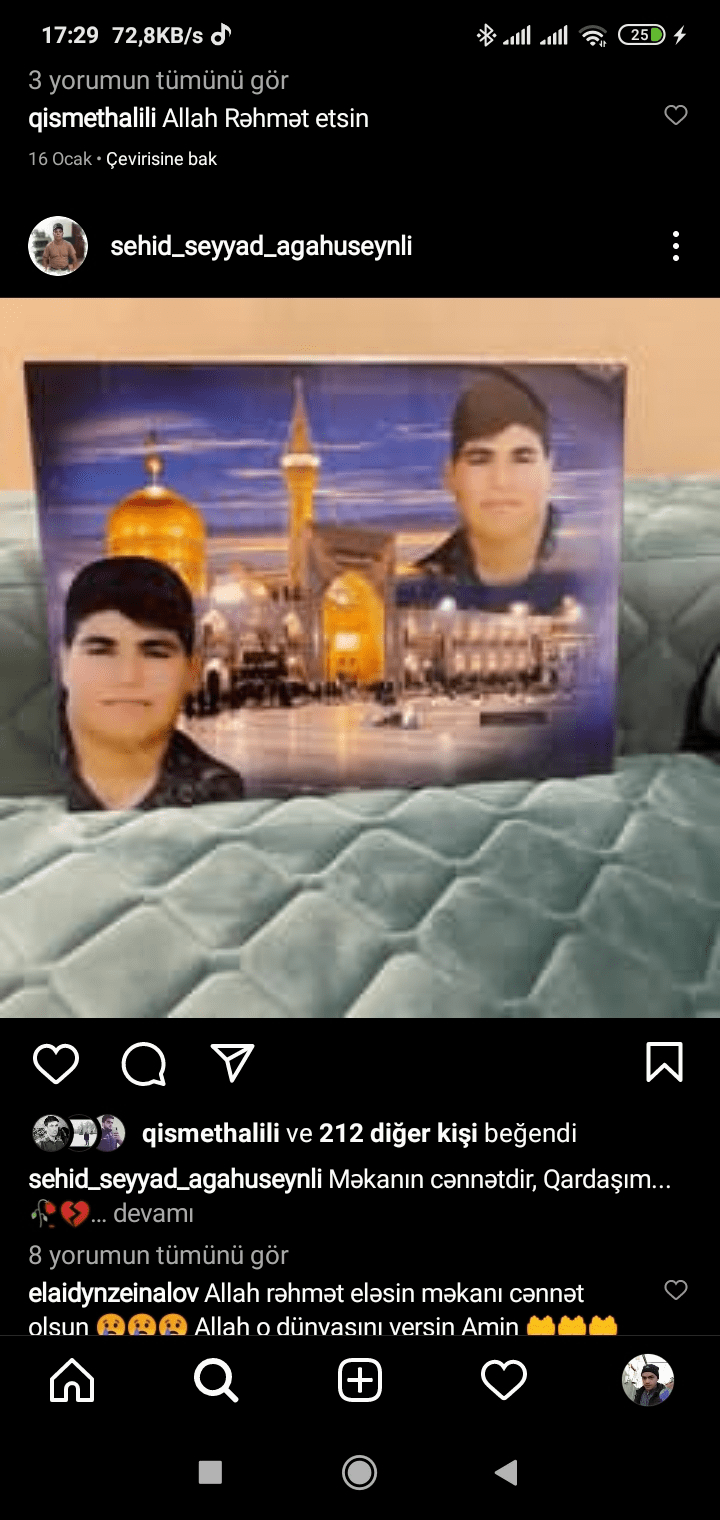 17:29 72,8KB/s
25
3 yorumun tümünü gör
qismethalili Allah Rəhmət etsin
16 Ocak • Çevirisine bak
sehid_seyyad_agahuseynli
qismethalili ve 212 diğer kişi beğendi
sehid_seyyad_agahuseynli Məkanın cənnətdir, Qardaşım...
🥀💔... devamı
8 yorumun tümünü gör
elaidynzeinalov Allah rəhmət eləsin məkanı cənnət
olsun 😢😢😢 Allah o dünyasını versin Amin 🤲🤲🤲